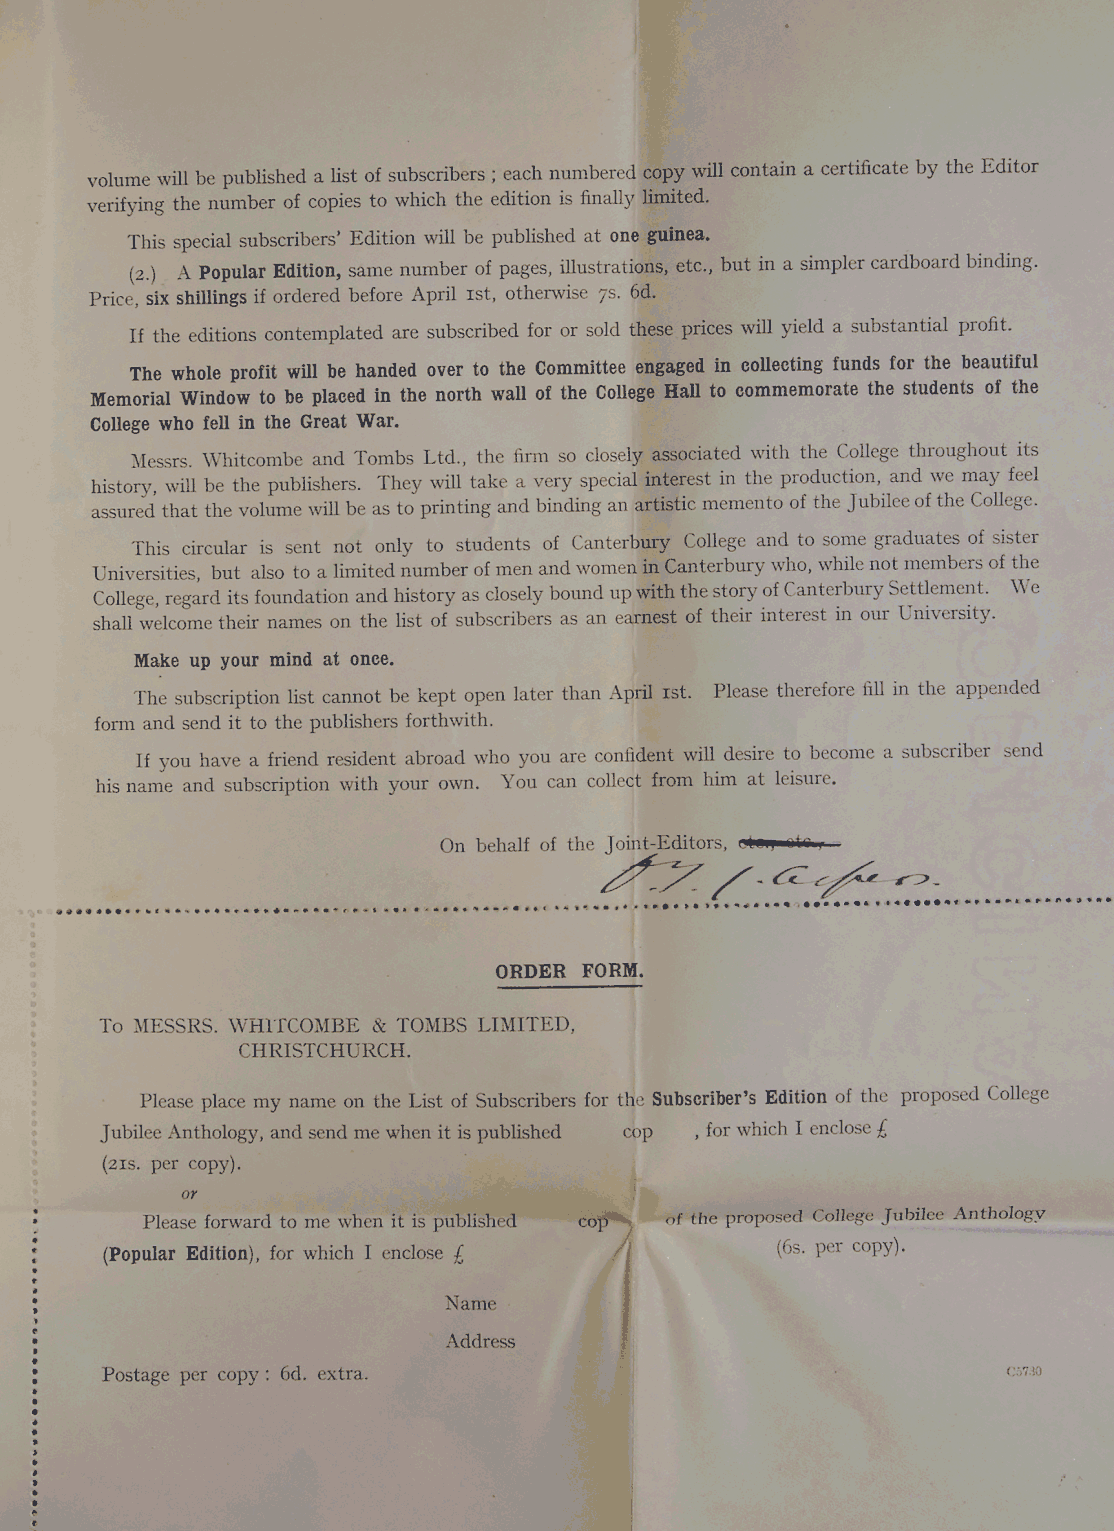 volume will be published a list of subscribers ; each numbered copy will contain a certificate by the Editor
verifying the number of copies to which the edition is finally limited.
This special subscribers' Edition will be published at one guinea.
(2.) A Popular Edition, same number of pages, illustrations, etc., but in a simpler cardboard binding.
Price, six shillings if ordered before April 1st, otherwise 7s. 6d.
If the editions contemplated are subscribed for or sold these prices will yield a substantial profit.
The whole profit will be handed over to the Committee engaged in collecting funds for the beautiful
Memorial Window to be placed in the north wall of the College Hall to commemorate the students of the
College who fell in the Great War.
Messrs. Whitcombe and Tombs Ltd., the firm so closely associated with the College throughout its
history, will be the publishers. They will take a very special interest in the production, and we may feel
assured that the volume will be as to printing and binding an artistic memento of the Jubilee of the College.
This circular is sent not only to students of Canterbury College and to some graduates of sister
Universities, but also to a limited number of men and women in Canterbury who, while not members of the
College, regard its foundation and history as closely bound up with the story of Canterbury Settlement. We
shall welcome their names on the list of subscribers as an earnest of their interest in our University.
Make up your mind at once.
The subscription list cannot be kept open later than April 1st. Please therefore fill in the appended
form and send it to the publishers forthwith.
If you have a friend resident abroad who you are confident will desire to become a subscriber send
his name and subscription with your own. You can collect from him at leisure.
On behalf of the Joint-Editors, etc., etc.,
ORDER FORM.
To MESSRS. WHITCOMBE & TOMBS LIMITED,
CHRISTCHURCH.
Please place my name on the List of Subscribers for the Subscriber's Edition of the proposed College
Jubilee Anthology, and send me when it is published cop , for which I enclose £
(21s. per copy).
or
Please forward to me when it is published cop of the proposed College Jubilee Anthology
(Popular Edition), for which I enclose £ (6s. per copy).
Name
Address
Postage per copy : 6d. extra.
C5730